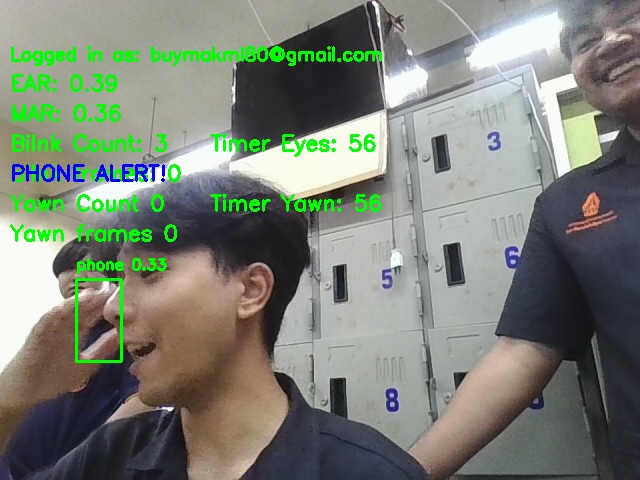 Logged in as: buymakml80@gmail.com
EAR: 0.39
MAR: 0.36
Bilnk Count: 3 Timer Eyes: 56
PHONE ALERT!0
Yawn Count 0 Timer Yawn: 56
Yawn frames 0
phone 0.33
3
5
6
8